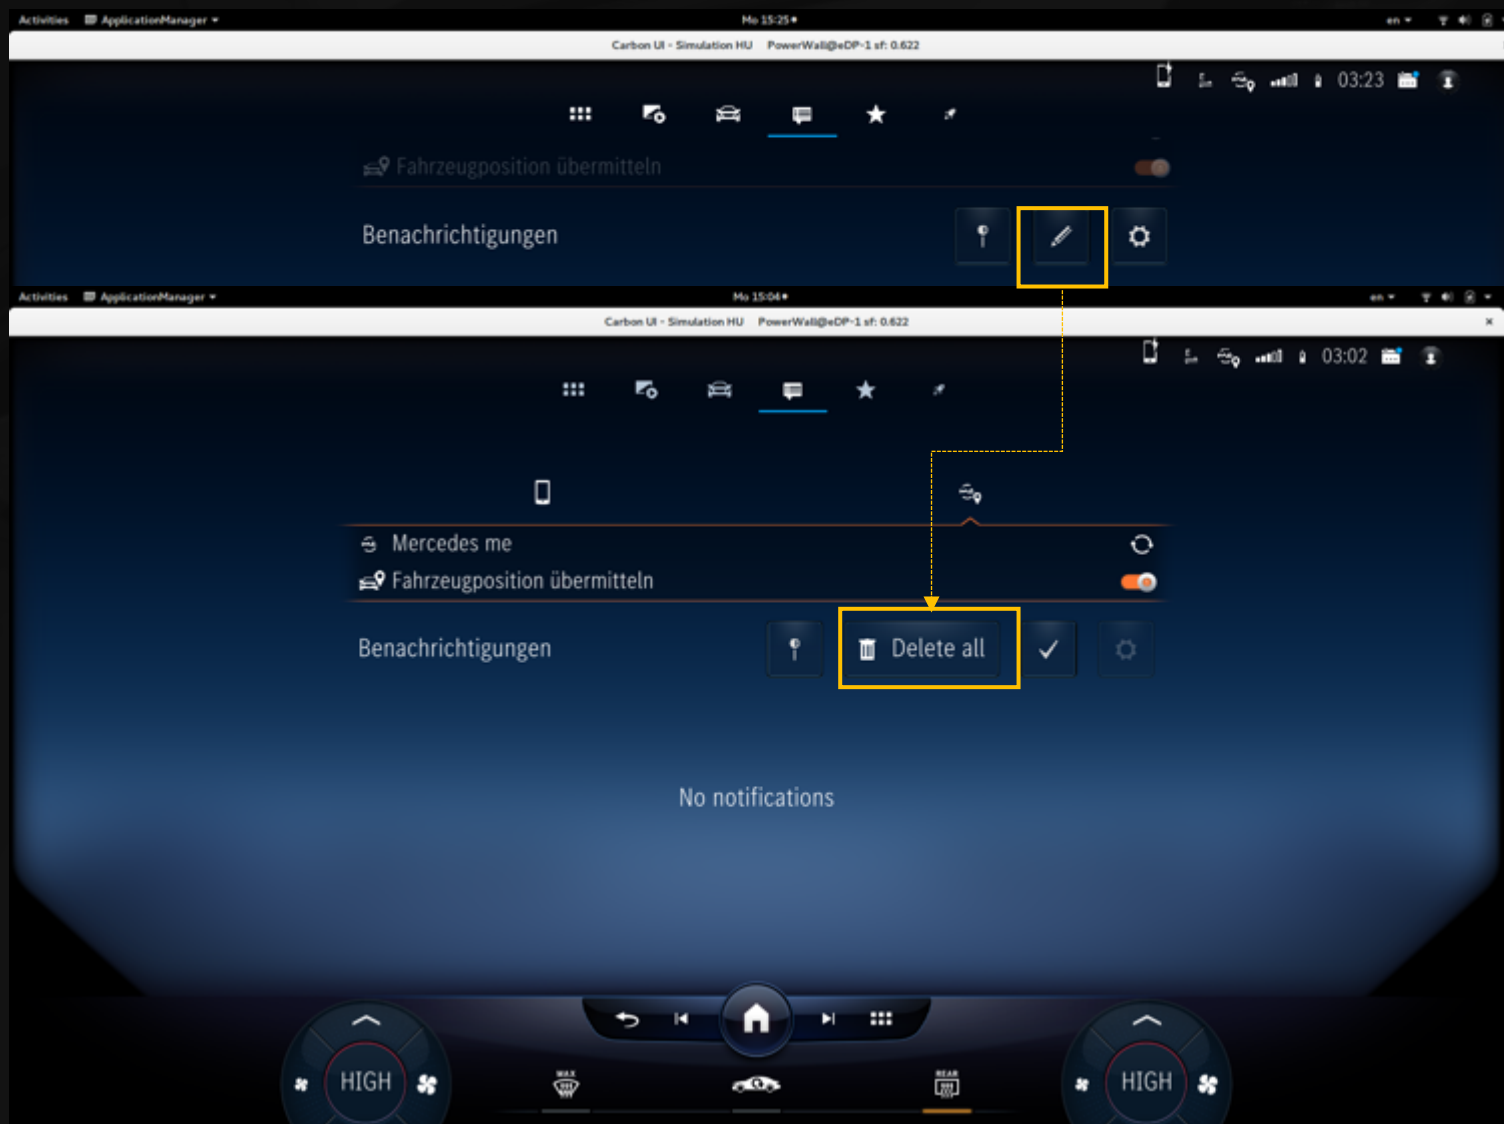 Activities ApplicationManager Mo 15:25 en
Carbon UI - Simulation HU PowerWall@eDP-1 sf: 0.622
03:23
Fahrzeugposition übermitteln
Benachrichtigungen
Activities ApplicationManager Mo 15:04 en
Carbon UI - Simulation HU PowerWall@eDP-1 sf: 0.622
03:02
Mercedes me
Fahrzeugposition übermitteln
Benachrichtigungen Delete all
No notifications
HIGH MAX REAR HIGH